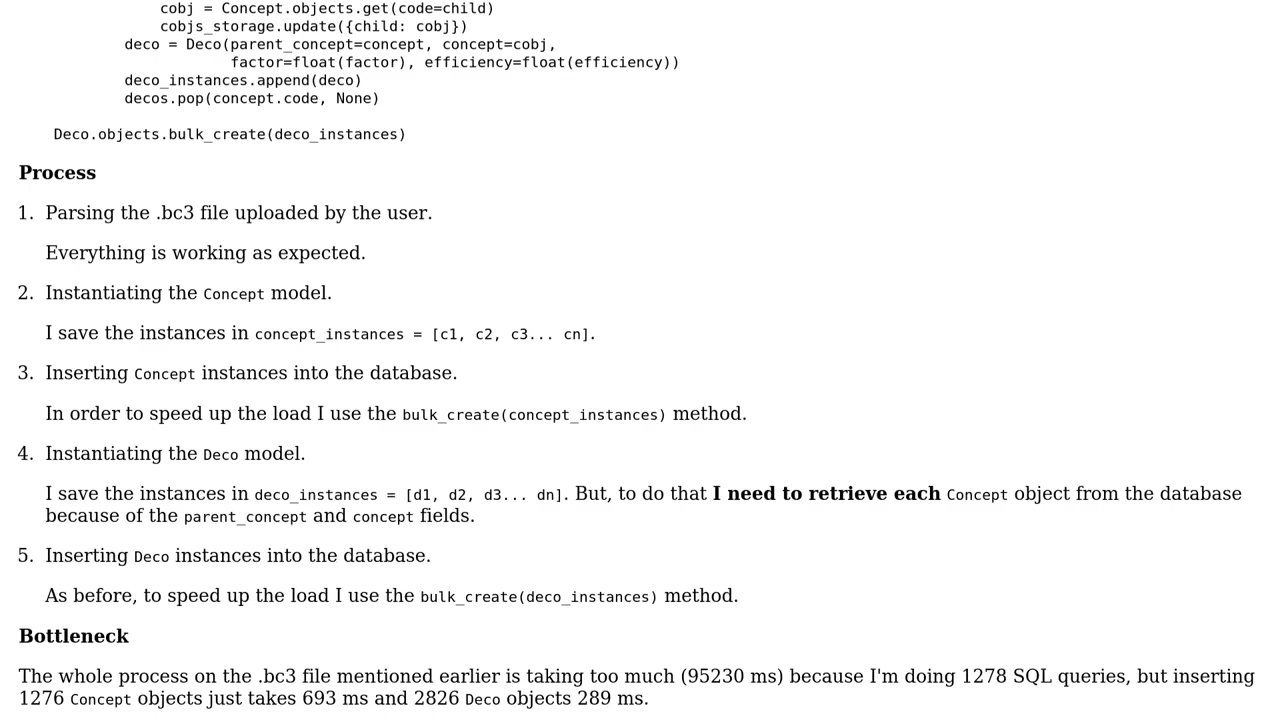 cobj = Concept.objects.get(code=child)
cobjs_storage.update({child: cobj})
deco = Deco(parent_concept=concept, concept=cobj,
factor=float(factor), efficiency=float(efficiency))
deco_instances.append(deco)
decos.pop(concept.code, None)
Deco.objects.bulk_create(deco_instances)
Process
1. Parsing the .bc3 file uploaded by the user.
Everything is working as expected.
2. Instantiating the Concept model.
I save the instances in concept_instances = [c1, c2, c3... cn].
3. Inserting Concept instances into the database.
In order to speed up the load I use the bulk_create(concept_instances) method.
4. Instantiating the Deco model.
I save the instances in deco_instances = [d1, d2, d3... dn]. But, to do that I need to retrieve each Concept object from the database
because of the parent_concept and concept fields.
5. Inserting Deco instances into the database.
As before, to speed up the load I use the bulk_create(deco_instances) method.
Bottleneck
The whole process on the .bc3 file mentioned earlier is taking too much (95230 ms) because I'm doing 1278 SQL queries, but inserting
1276 Concept objects just takes 693 ms and 2826 Deco objects 289 ms.